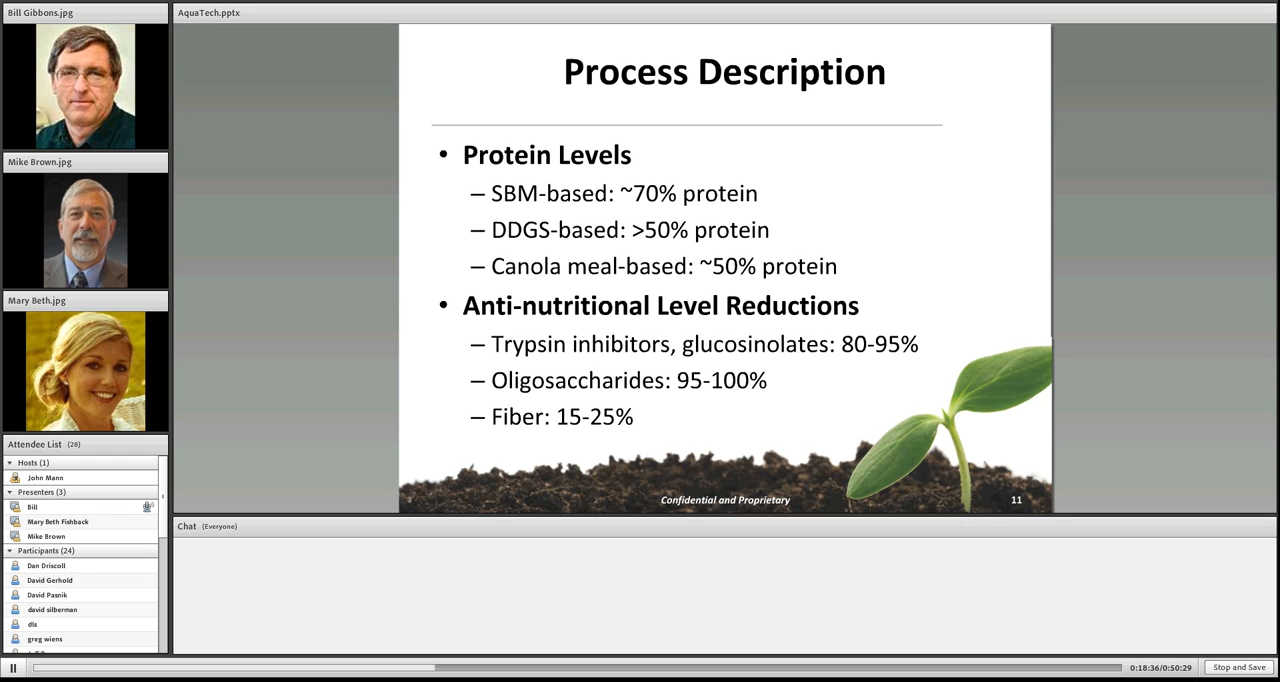 Bill Gibbons.jpg
Mike Brown.jpg
Mary Beth.jpg
Attendee List (28)
Hosts (1)
John Mann
Presenters (3)
Bill
Mary Beth Fishback
Mike Brown
Participants (24)
Dan Driscoll
David Gerhold
David Pasnik
david silberman
dls
greg wiens
AquaTech.pptx
Process Description
• Protein Levels
– SBM-based: ~70% protein
– DDGS-based: >50% protein
– Canola meal-based: ~50% protein
• Anti-nutritional Level Reductions
– Trypsin inhibitors, glucosinolates: 80-95%
– Oligosaccharides: 95-100%
– Fiber: 15-25%
Confidential and Proprietary 11
Chat (Everyone)
0:18:36/0:50:29 Stop and Save